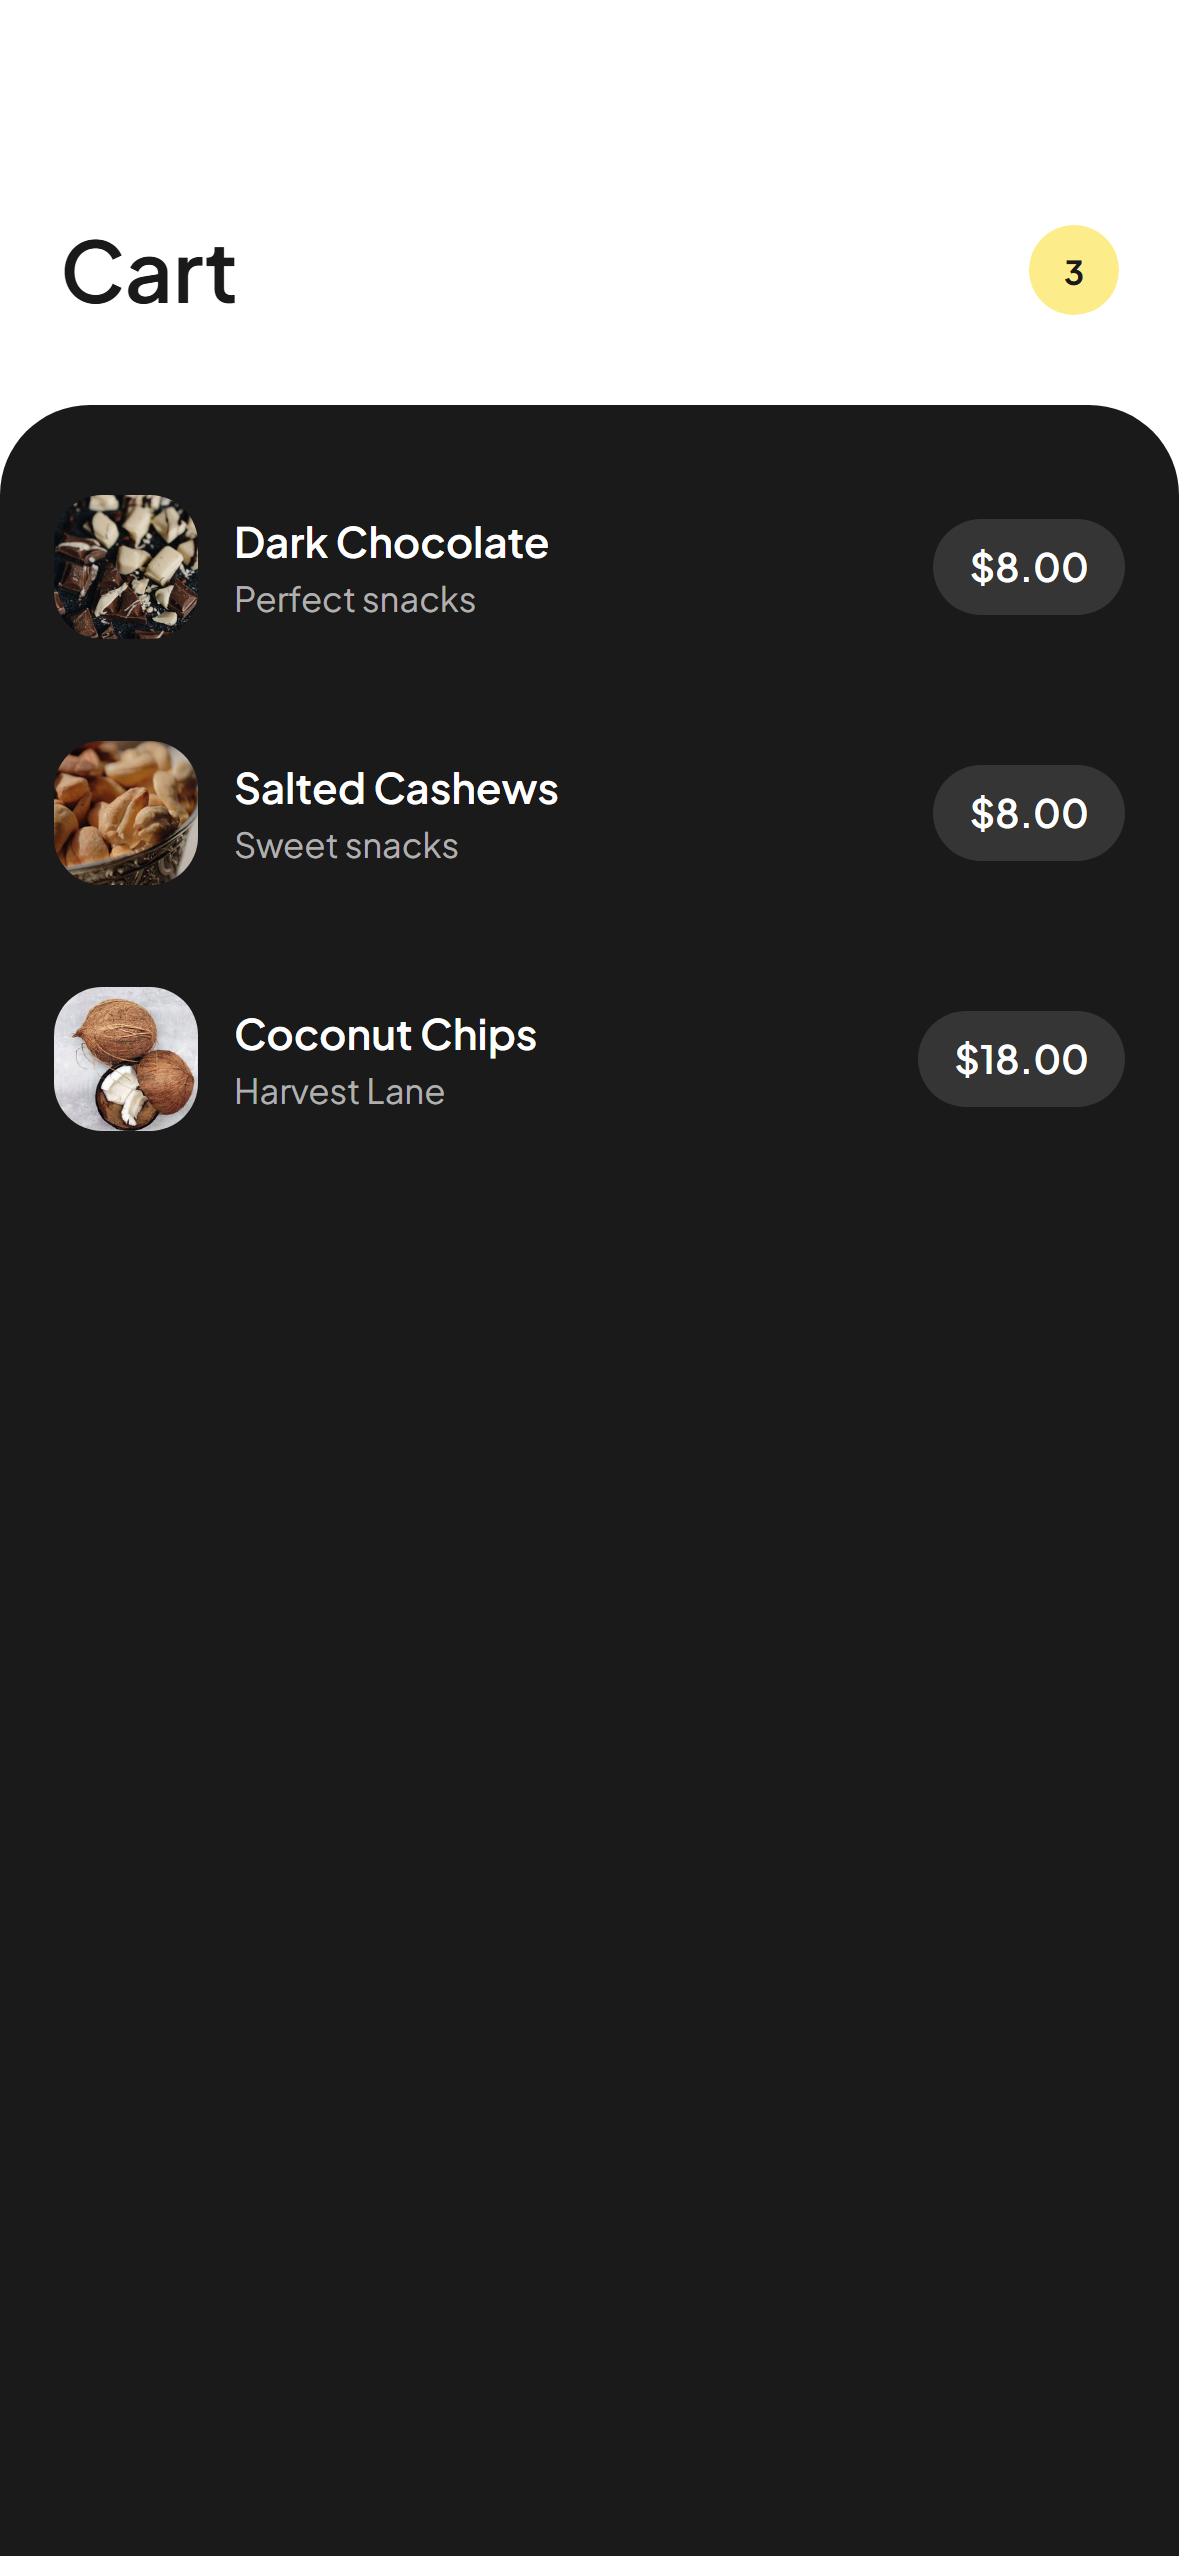 Cart
3
Dark Chocolate
Perfect snacks
$8.00
Salted Cashews
Sweet snacks
$8.00
Coconut Chips
Harvest Lane
$18.00